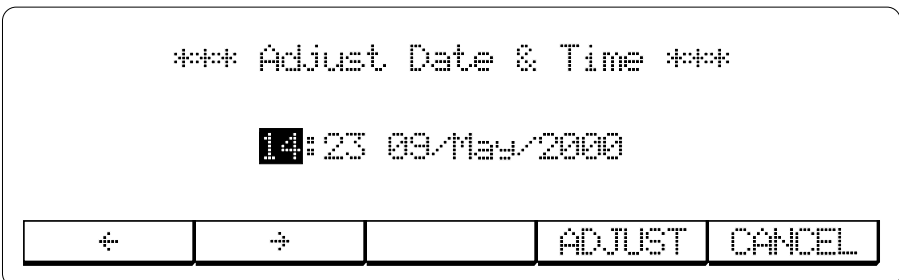 *** Adjust Date & Time ***
14:23 09/May/2000
← → ADJUST CANCEL